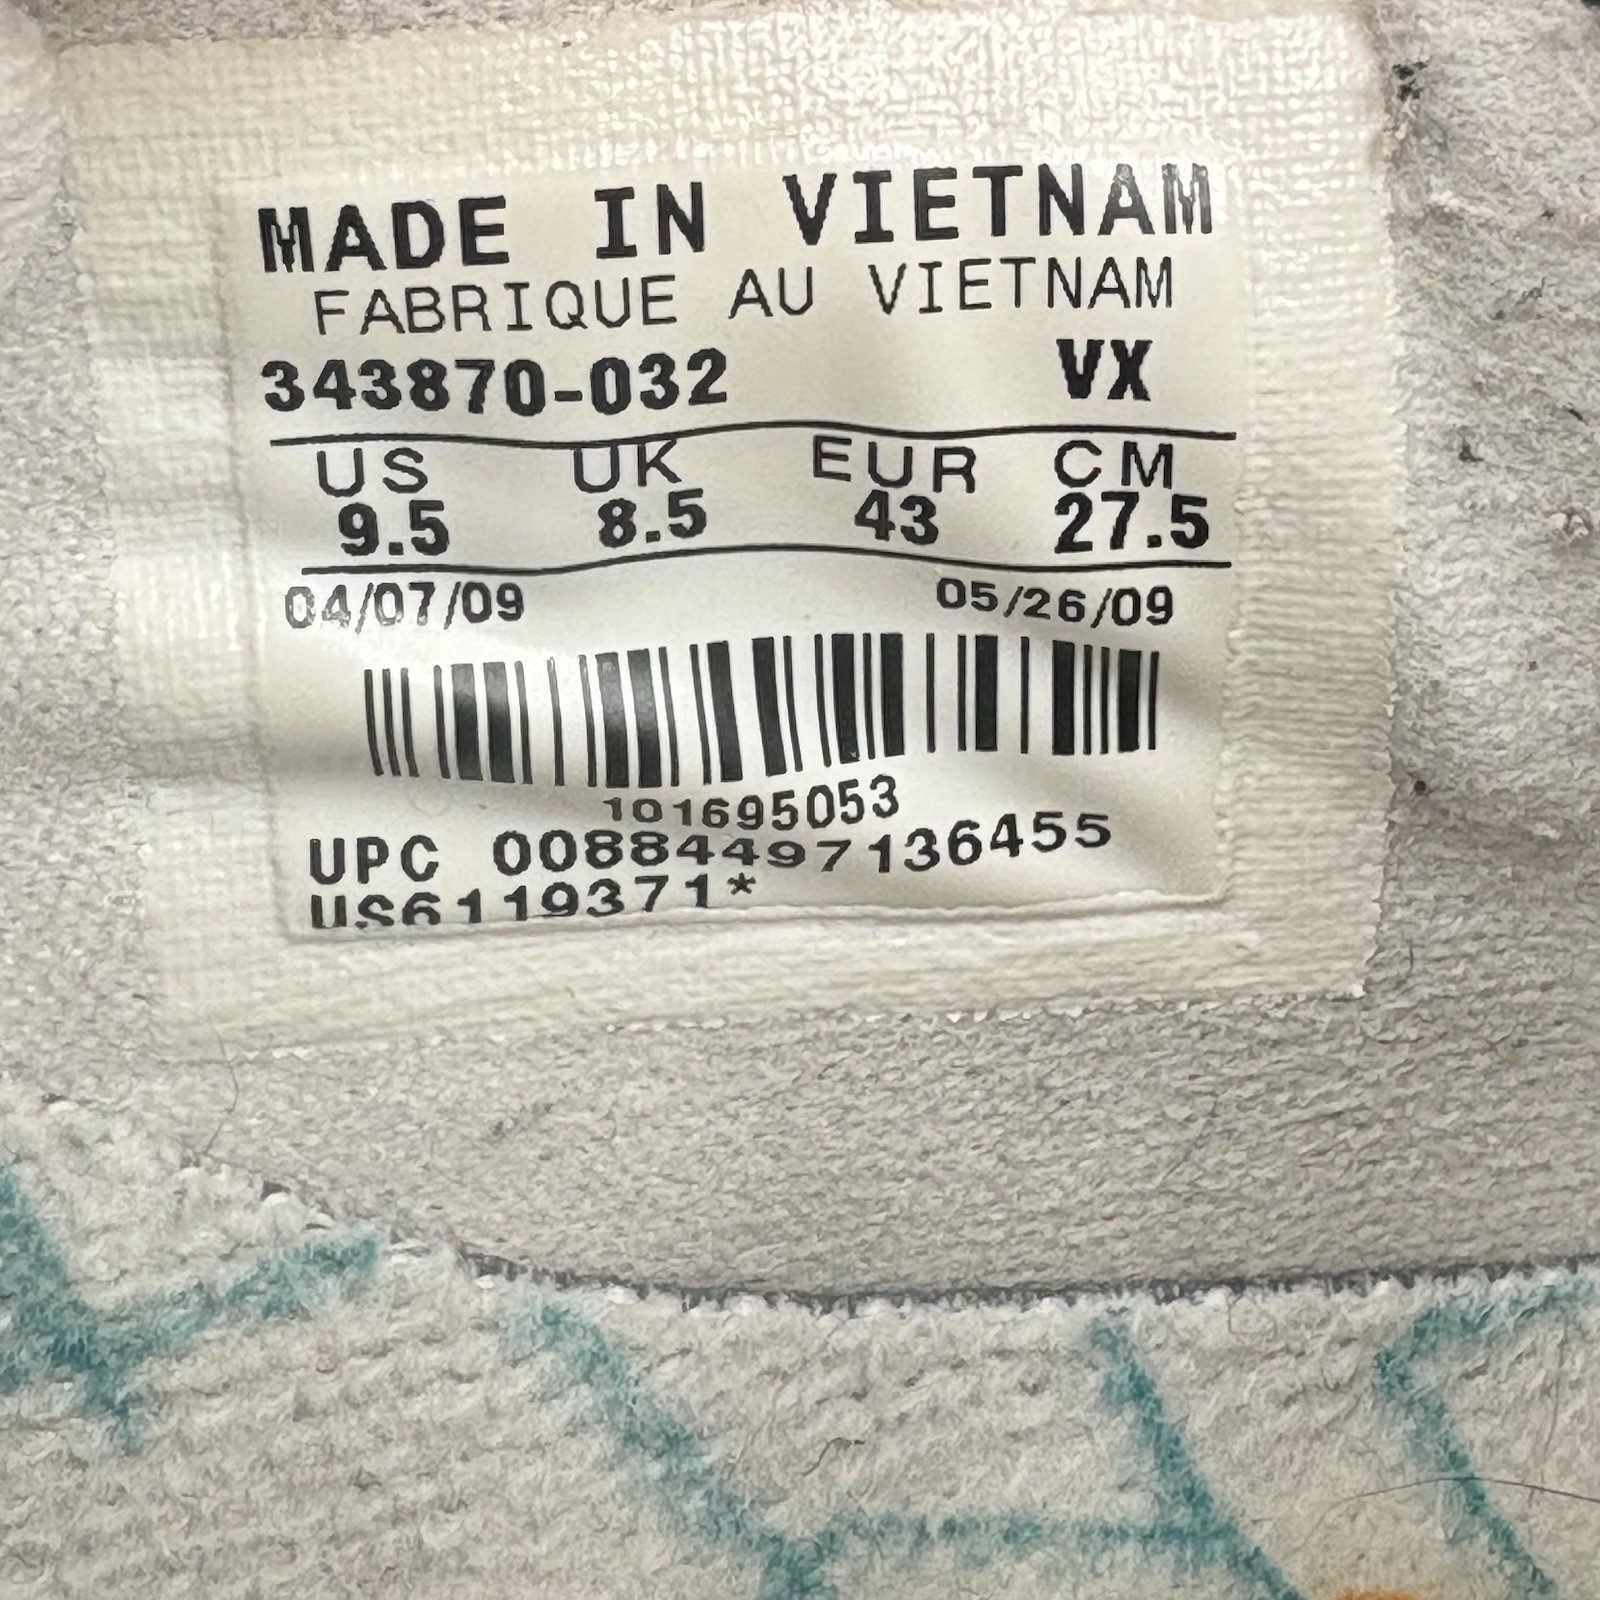 MADE IN VIETNAM
FABRIQUE AU VIETNAM
343870-032 VX
US UK EUR CM
9.5 8.5 43 27.5
04/07/09 05/26/09
101695053
UPC 00884497136455
US6119371*